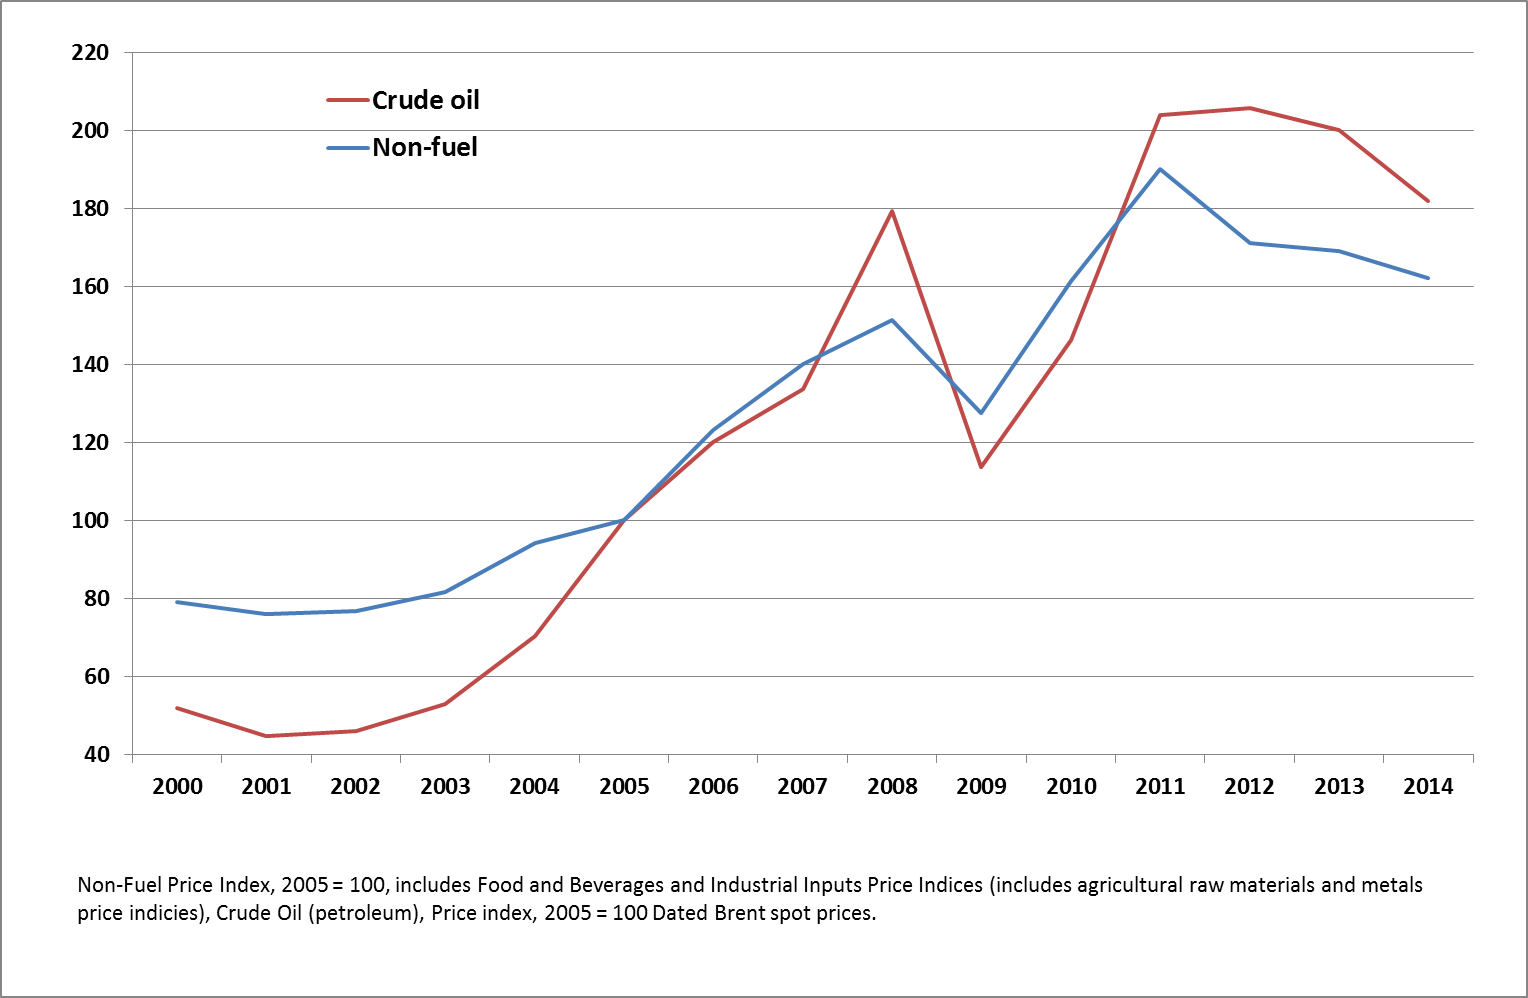 220
Crude oil
200
Non-fuel
180
160
140
120
100
80
60
40
2000 2001 2002 2003 2004 2005 2006 2007 2008 2009 2010 2011 2012 2013 2014
Non-Fuel Price Index, 2005 = 100, includes Food and Beverages and Industrial Inputs Price Indices (includes agricultural raw materials and metals
price indicies), Crude Oil (petroleum), Price index, 2005 = 100 Dated Brent spot prices.